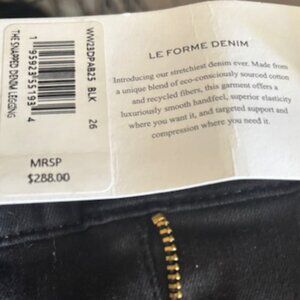 LE FORME DENIM
Introducing our stretchiest denim ever. Made from
a unique blend of eco-consciously sourced cotton
and recycled fibers, this garment offers a
luxuriously smooth handfeel, superior elasticity
where you want it, and targeted support and
compression where you need it.
WW23DPAB25 BLK 26
THE SNAPPED DENIM LEGGING
MRSP
$288.00